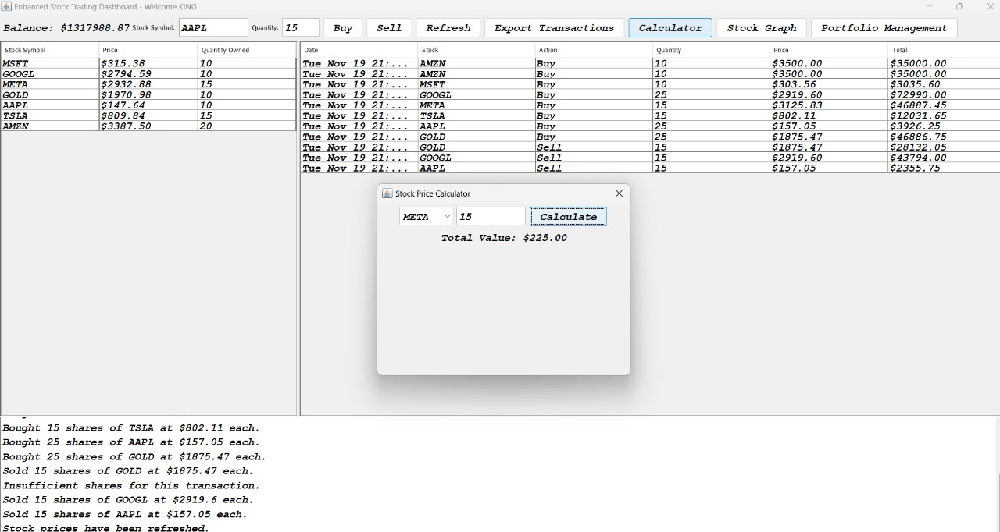 Enhanced Stock Trading Dashboard - Welcome KING
Balance: $1317988.87 Stock Symbol: AAPL Quantity: 15 Buy Sell Refresh Export Transactions Calculator Stock Graph Portfolio Management
Stock Symbol Price Quantity Owned
MSFT $315.38 10
GOOGL $2794.59 10
META $2932.88 15
GOLD $1970.98 10
AAPL $147.64 10
TSLA $809.84 15
AMZN $3387.50 20
Date Stock Action Quantity Price Total
Tue Nov 19 21:... AMZN Buy 10 $3500.00 $35000.00
Tue Nov 19 21:... AMZN Buy 10 $3500.00 $35000.00
Tue Nov 19 21:... MSFT Buy 10 $303.56 $3035.60
Tue Nov 19 21:... GOOGL Buy 25 $2919.60 $72990.00
Tue Nov 19 21:... META Buy 15 $3125.83 $46887.45
Tue Nov 19 21:... TSLA Buy 15 $802.11 $12031.65
Tue Nov 19 21:... AAPL Buy 25 $157.05 $3926.25
Tue Nov 19 21:... GOLD Buy 25 $1875.47 $46886.75
Tue Nov 19 21:... GOLD Sell 15 $1875.47 $28132.05
Tue Nov 19 21:... GOOGL Sell 15 $2919.60 $43794.00
Tue Nov 19 21:... AAPL Sell 15 $157.05 $2355.75
Stock Price Calculator
META 15 Calculate
Total Value: $225.00
Bought 15 shares of TSLA at $802.11 each.
Bought 25 shares of AAPL at $157.05 each.
Bought 25 shares of GOLD at $1875.47 each.
Sold 15 shares of GOLD at $1875.47 each.
Insufficient shares for this transaction.
Sold 15 shares of GOOGL at $2919.6 each.
Sold 15 shares of AAPL at $157.05 each.
Stock prices have been refreshed.